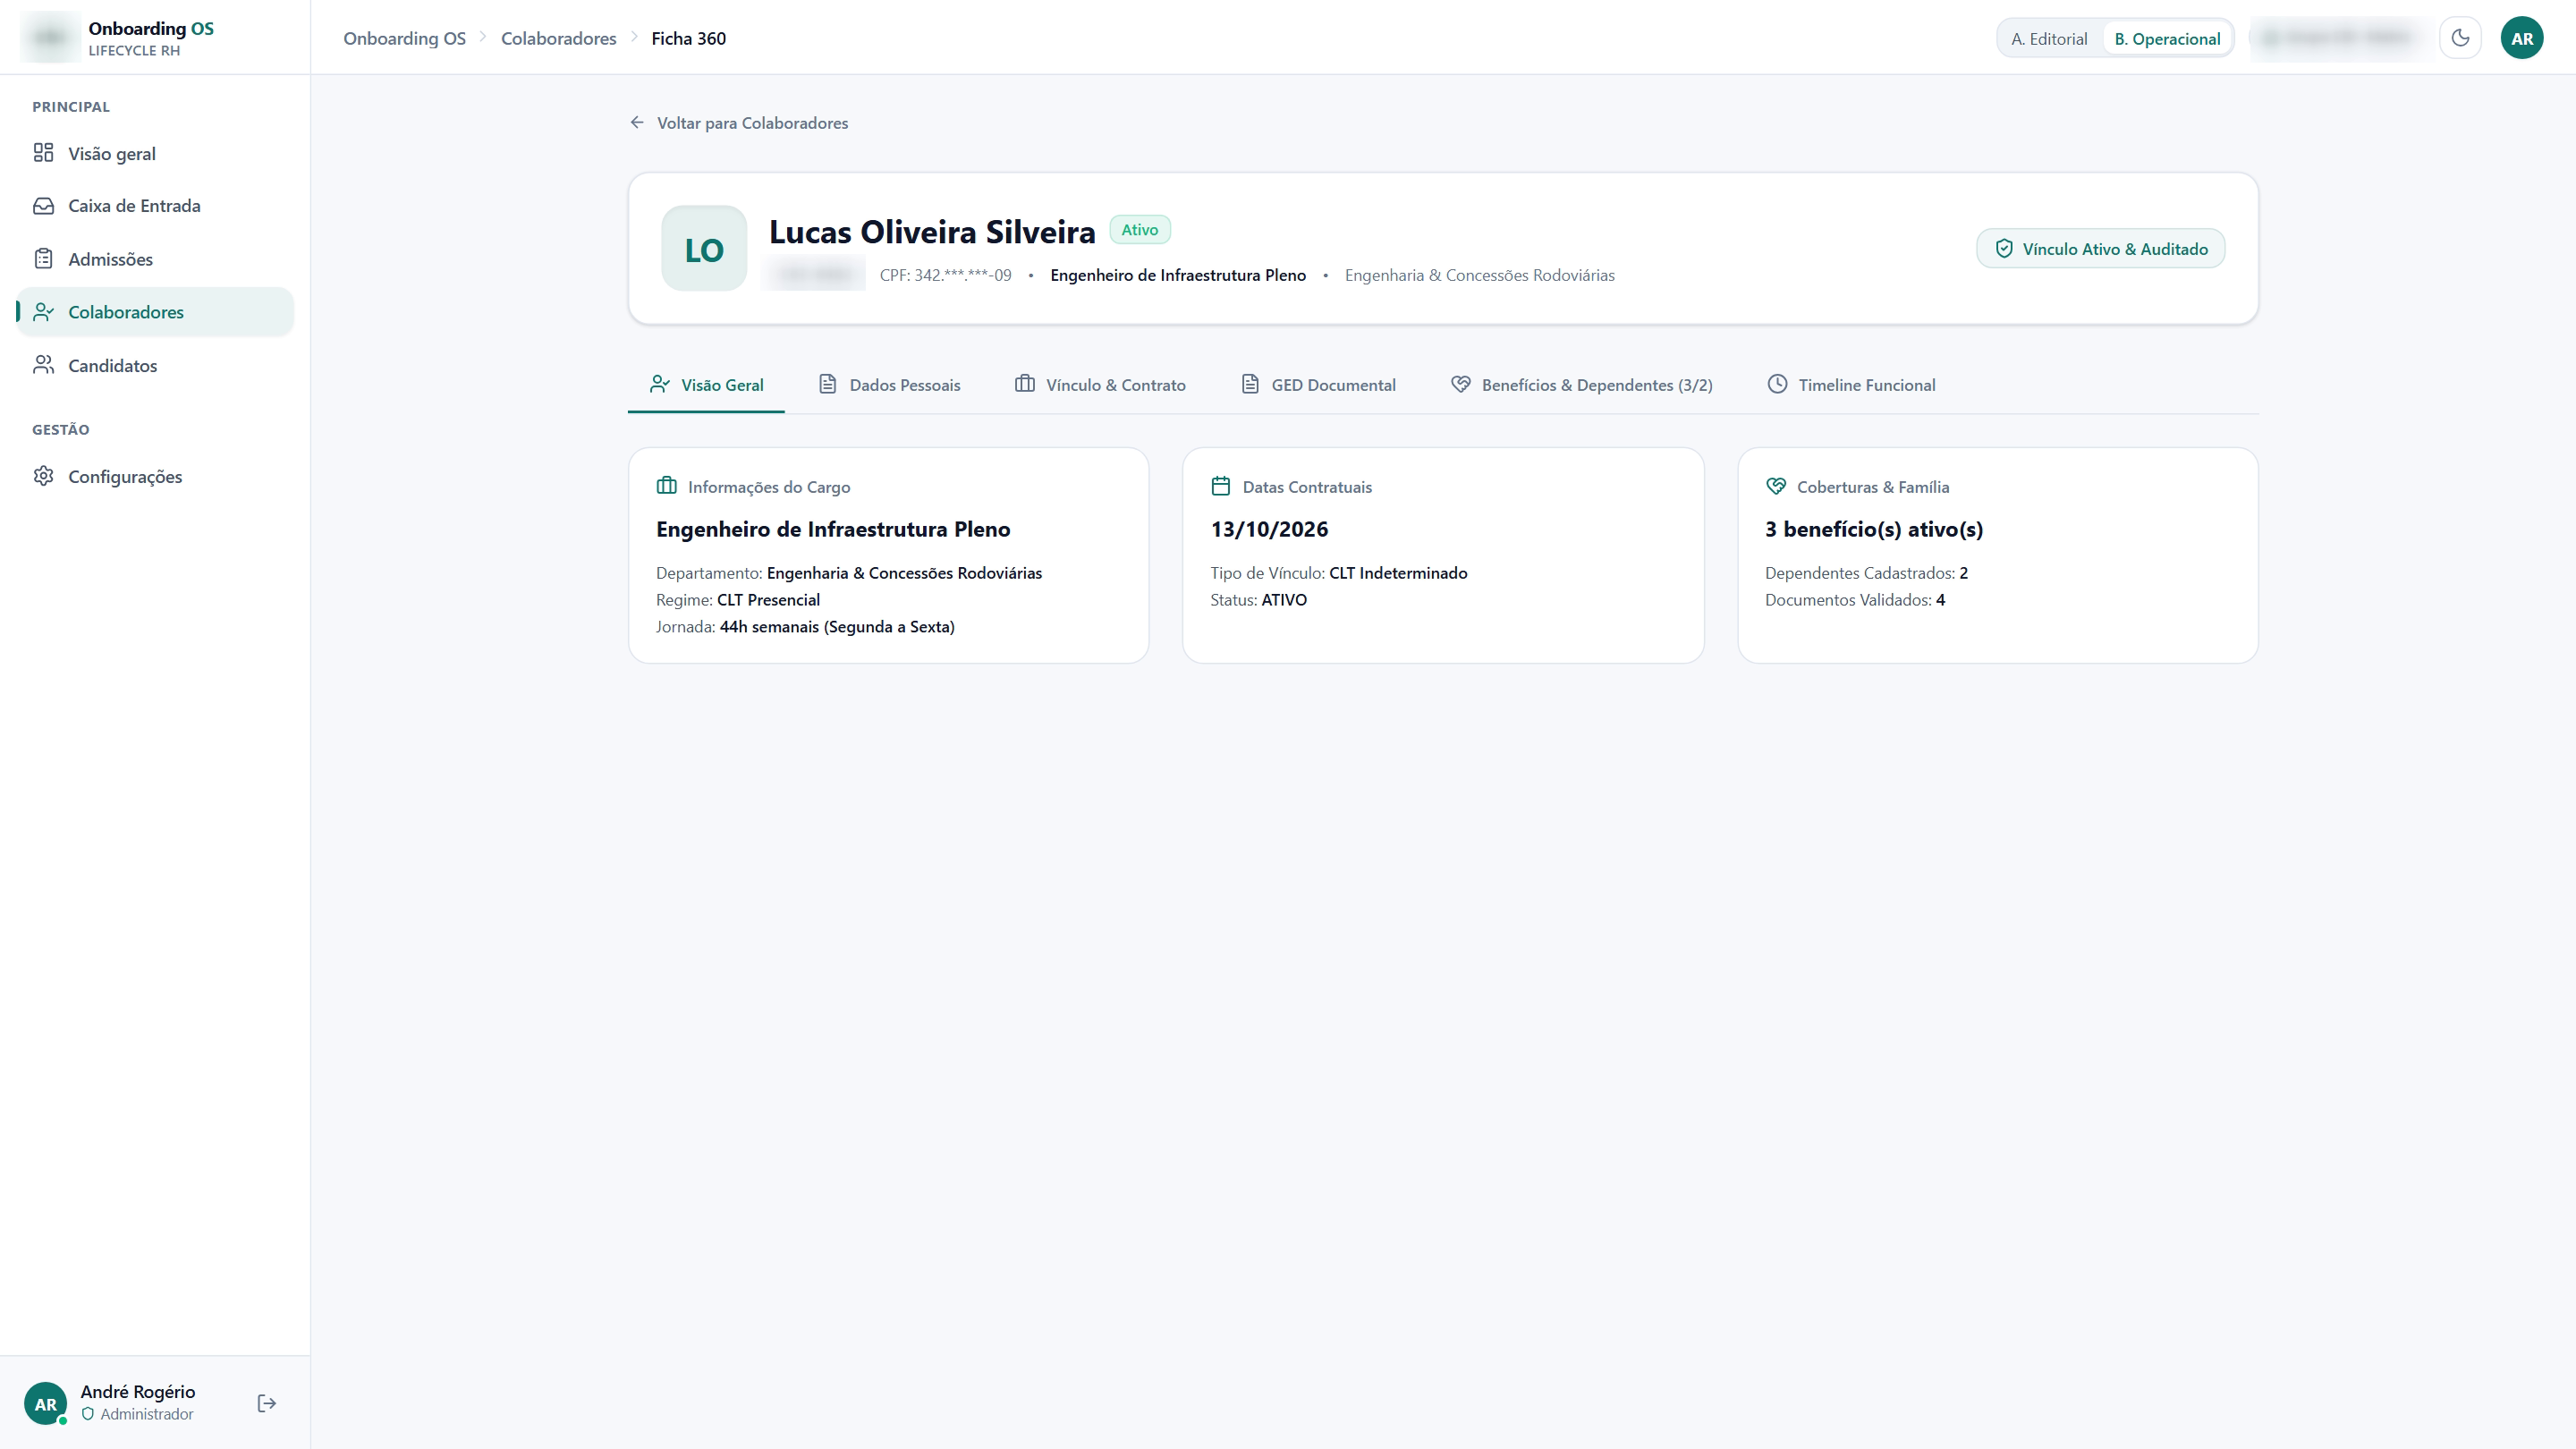 Onboarding OS
LIFECYCLE RH
Onboarding OS
Colaboradores
Ficha 360
A. Editorial
B. Operacional
AR
PRINCIPAL
Visão geral
Caixa de Entrada
Admissões
Colaboradores
Candidatos
GESTÃO
Configurações
Voltar para Colaboradores
LO
Lucas Oliveira Silveira
Ativo
CPF: 342.***.***-09 • Engenheiro de Infraestrutura Pleno • Engenharia & Concessões Rodoviárias
Vínculo Ativo & Auditado
Visão Geral
Dados Pessoais
Vínculo & Contrato
GED Documental
Benefícios & Dependentes (3/2)
Timeline Funcional
Informações do Cargo
Engenheiro de Infraestrutura Pleno
Departamento: Engenharia & Concessões Rodoviárias
Regime: CLT Presencial
Jornada: 44h semanais (Segunda a Sexta)
Datas Contratuais
13/10/2026
Tipo de Vínculo: CLT Indeterminado
Status: ATIVO
Coberturas & Família
3 benefício(s) ativo(s)
Dependentes Cadastrados: 2
Documentos Validados: 4
AR
André Rogério
Administrador